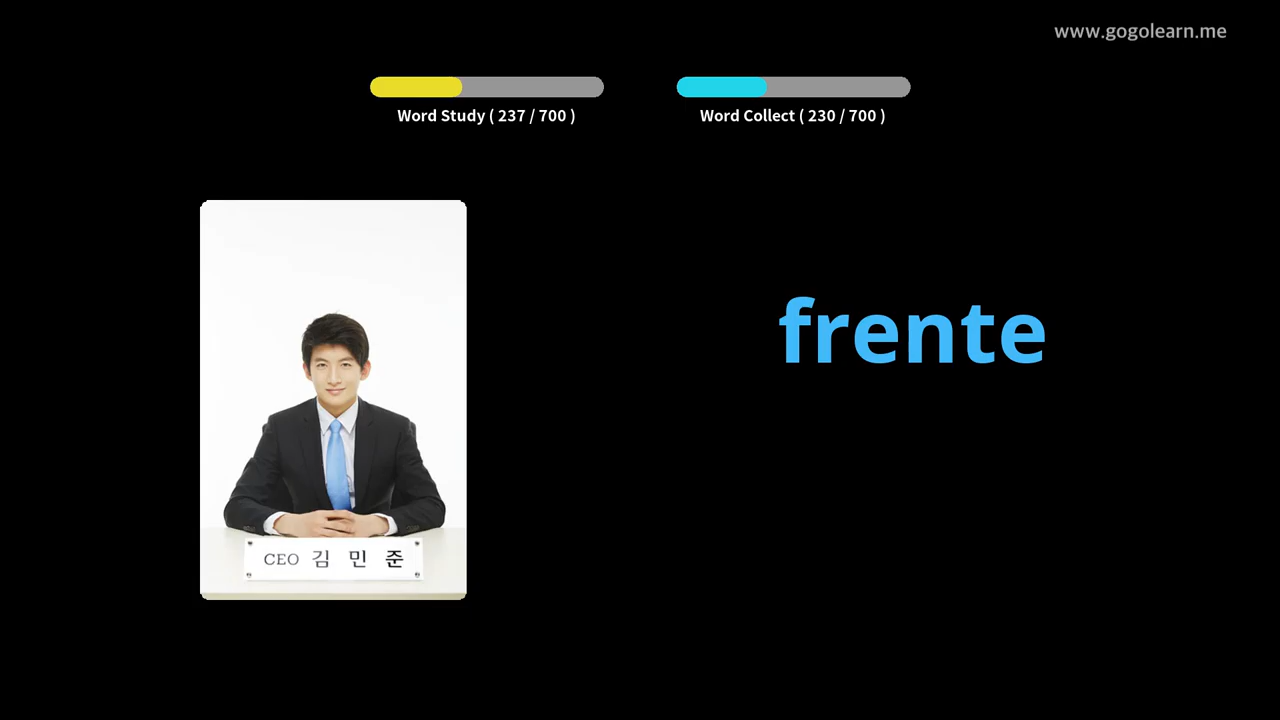 www.gogolearn.me
Word Study ( 237 / 700 )
Word Collect ( 230 / 700 )
frente
CEO 김 민 준